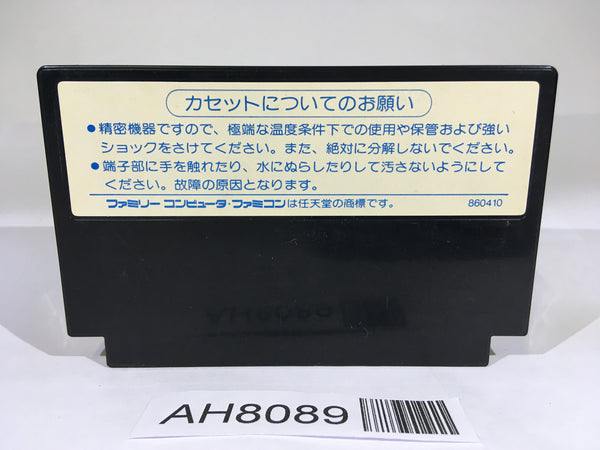 カセットについてのお願い
●精密機器ですので、極端な温度条件下での使用や保管および強い
ショックをさけてください。また、絶対に分解しないでください。
●端子部に手を触れたり、水にぬらしたりして汚さないようにして
ください。故障の原因となります。
ファミリー コンピュータ・ファミコンは任天堂の商標です。 860410
AH8089